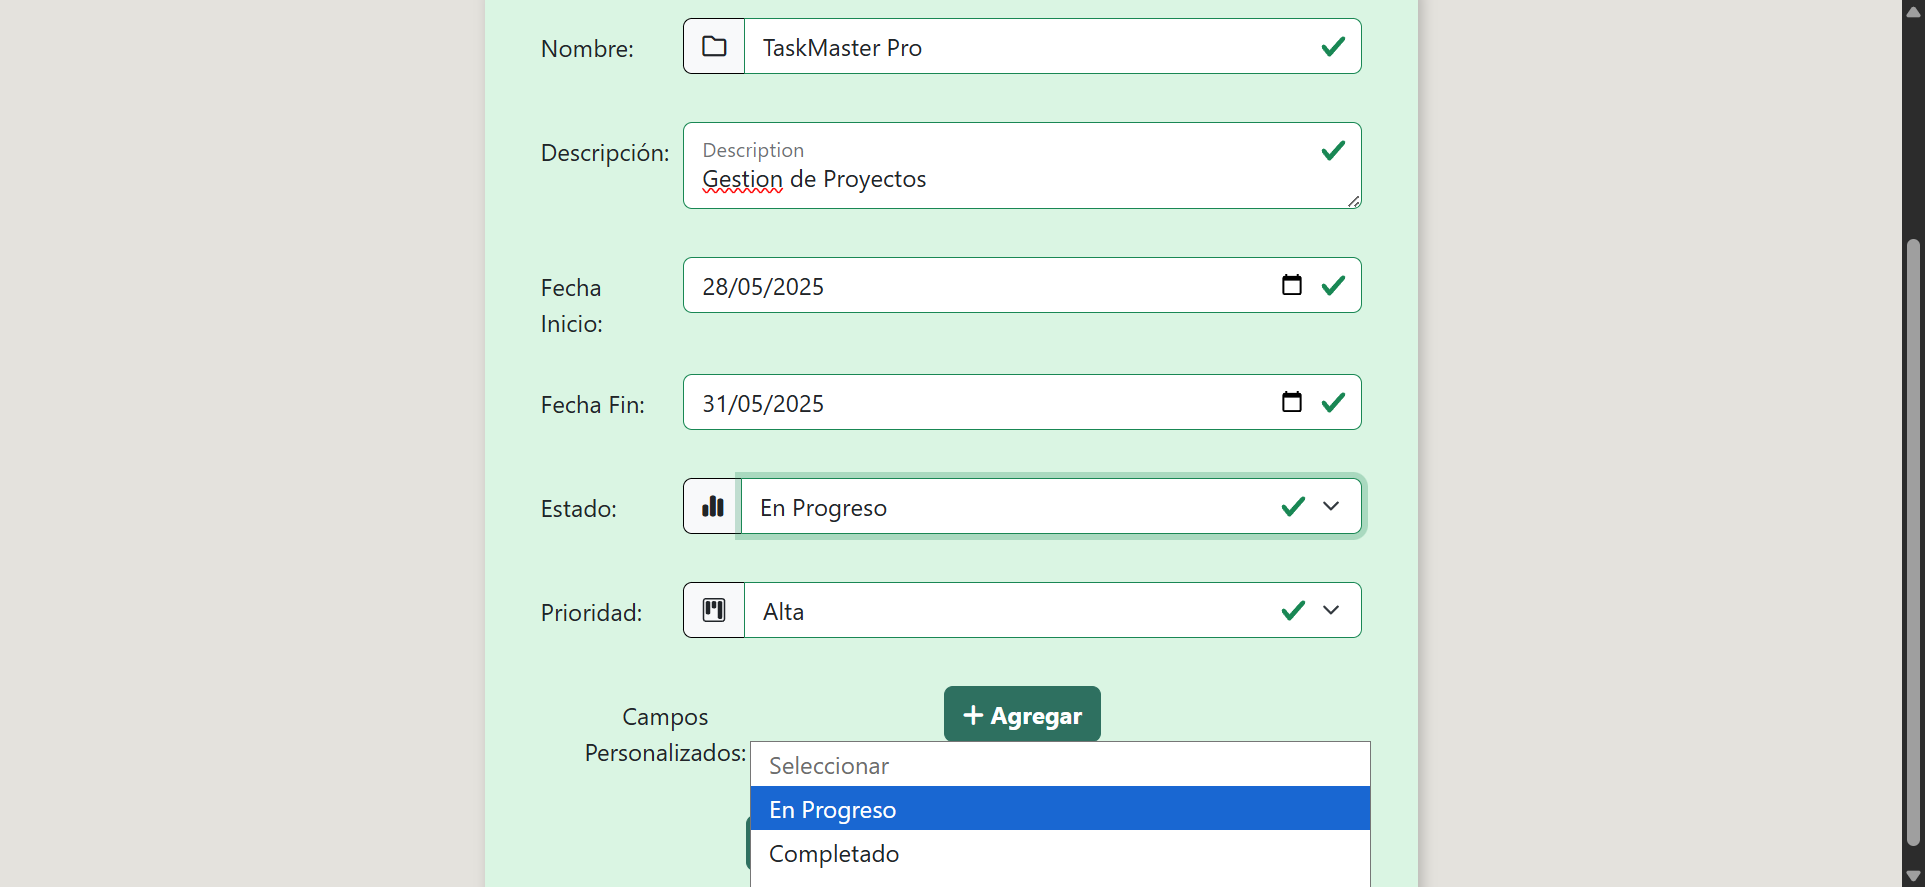 Nombre:
TaskMaster Pro
Descripción:
Description
Gestion de Proyectos
Fecha
Inicio:
28/05/2025
Fecha Fin:
31/05/2025
Estado:
En Progreso
Prioridad:
Alta
Campos
Personalizados:
+ Agregar
Seleccionar
En Progreso
Completado